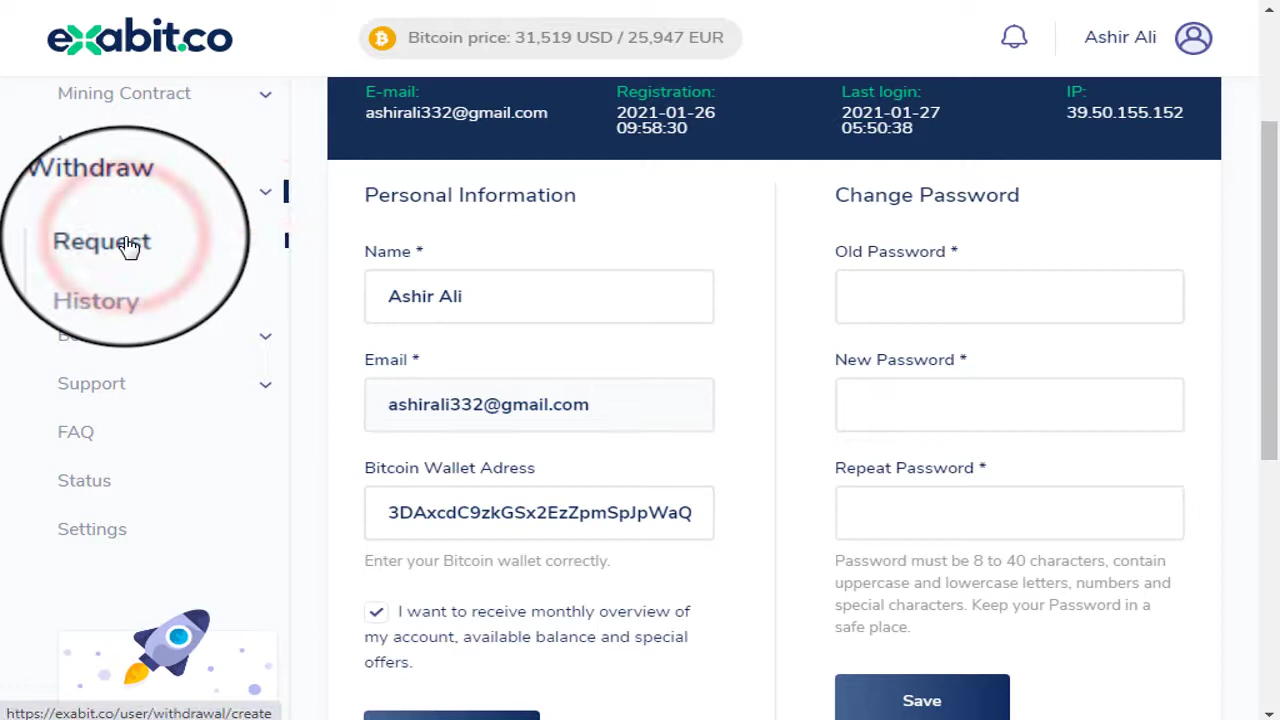 exabit.co
Bitcoin price: 31,519 USD / 25,947 EUR
Ashir Ali
Mining Contract
Withdraw
Request
History
Support
FAQ
Status
Settings
E-mail:
ashirali332@gmail.com
Registration:
2021-01-26
09:58:30
Last login:
2021-01-27
05:50:38
IP:
39.50.155.152
Personal Information
Name *
Ashir Ali
Email *
ashirali332@gmail.com
Bitcoin Wallet Adress
3DAxcdC9zkGSx2EzZpmSpJpWaQ
Enter your Bitcoin wallet correctly.
I want to receive monthly overview of
my account, available balance and special
offers.
Change Password
Old Password *
New Password *
Repeat Password *
Password must be 8 to 40 characters, contain
uppercase and lowercase letters, numbers and
special characters. Keep your Password in a
safe place.
Save
https://exabit.co/user/withdrawal/create